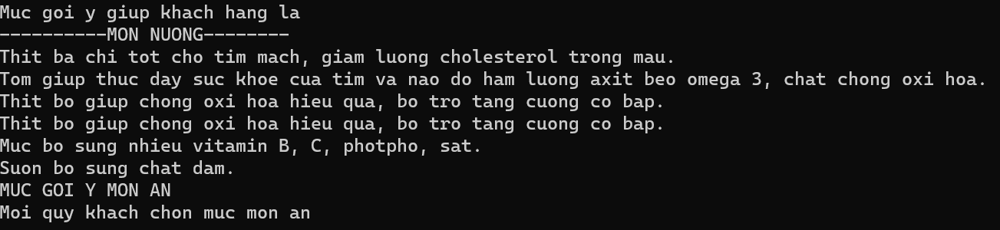 Muc goi y giup khach hang la
----------MON NUONG--------
Thit ba chi tot cho tim mach, giam luong cholesterol trong mau.
Tom giup thuc day suc khoe cua tim va nao do ham luong axit beo omega 3, chat chong oxi hoa.
Thit bo giup chong oxi hoa hieu qua, bo tro tang cuong co bap.
Thit bo giup chong oxi hoa hieu qua, bo tro tang cuong co bap.
Muc bo sung nhieu vitamin B, C, photpho, sat.
Suon bo sung chat dam.
MUC GOI Y MON AN
Moi quy khach chon muc mon an